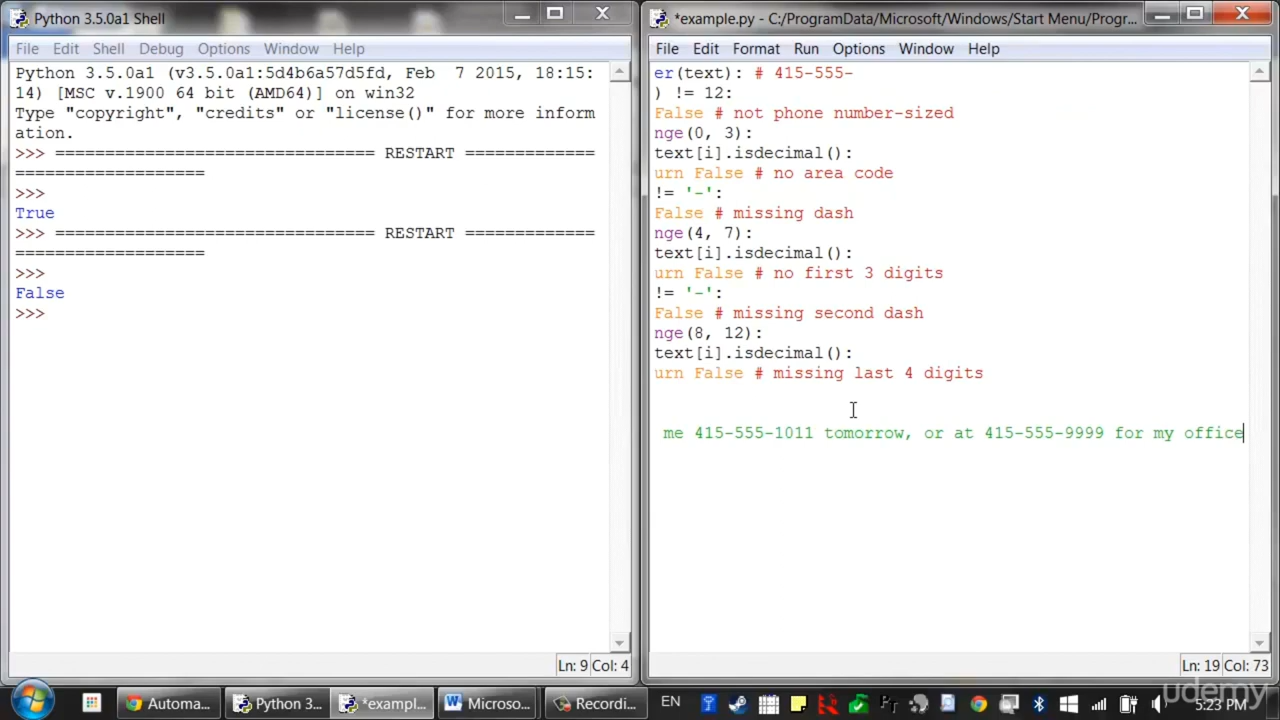 Python 3.5.0a1 Shell
File Edit Shell Debug Options Window Help
Python 3.5.0a1 (v3.5.0a1:5d4b6a57d5fd, Feb  7 2015, 18:15:
14) [MSC v.1900 64 bit (AMD64)] on win32
Type "copyright", "credits" or "license()" for more inform
ation.
>>> ================================ RESTART =============
===================
>>>
True
>>> ================================ RESTART =============
===================
>>>
False
>>>
Ln: 9 Col: 4
*example.py - C:/ProgramData/Microsoft/Windows/Start Menu/Progr...
File Edit Format Run Options Window Help
er(text): # 415-555-
) != 12:
False # not phone number-sized
nge(0, 3):
text[i].isdecimal():
urn False # no area code
!= '-':
False # missing dash
nge(4, 7):
text[i].isdecimal():
urn False # no first 3 digits
!= '-':
False # missing second dash
nge(8, 12):
text[i].isdecimal():
urn False # missing last 4 digits
me 415-555-1011 tomorrow, or at 415-555-9999 for my office
Ln: 19 Col: 73
Automa... Python 3... *exampl... Microso... Recordi... EN 5:23 PM
udemy